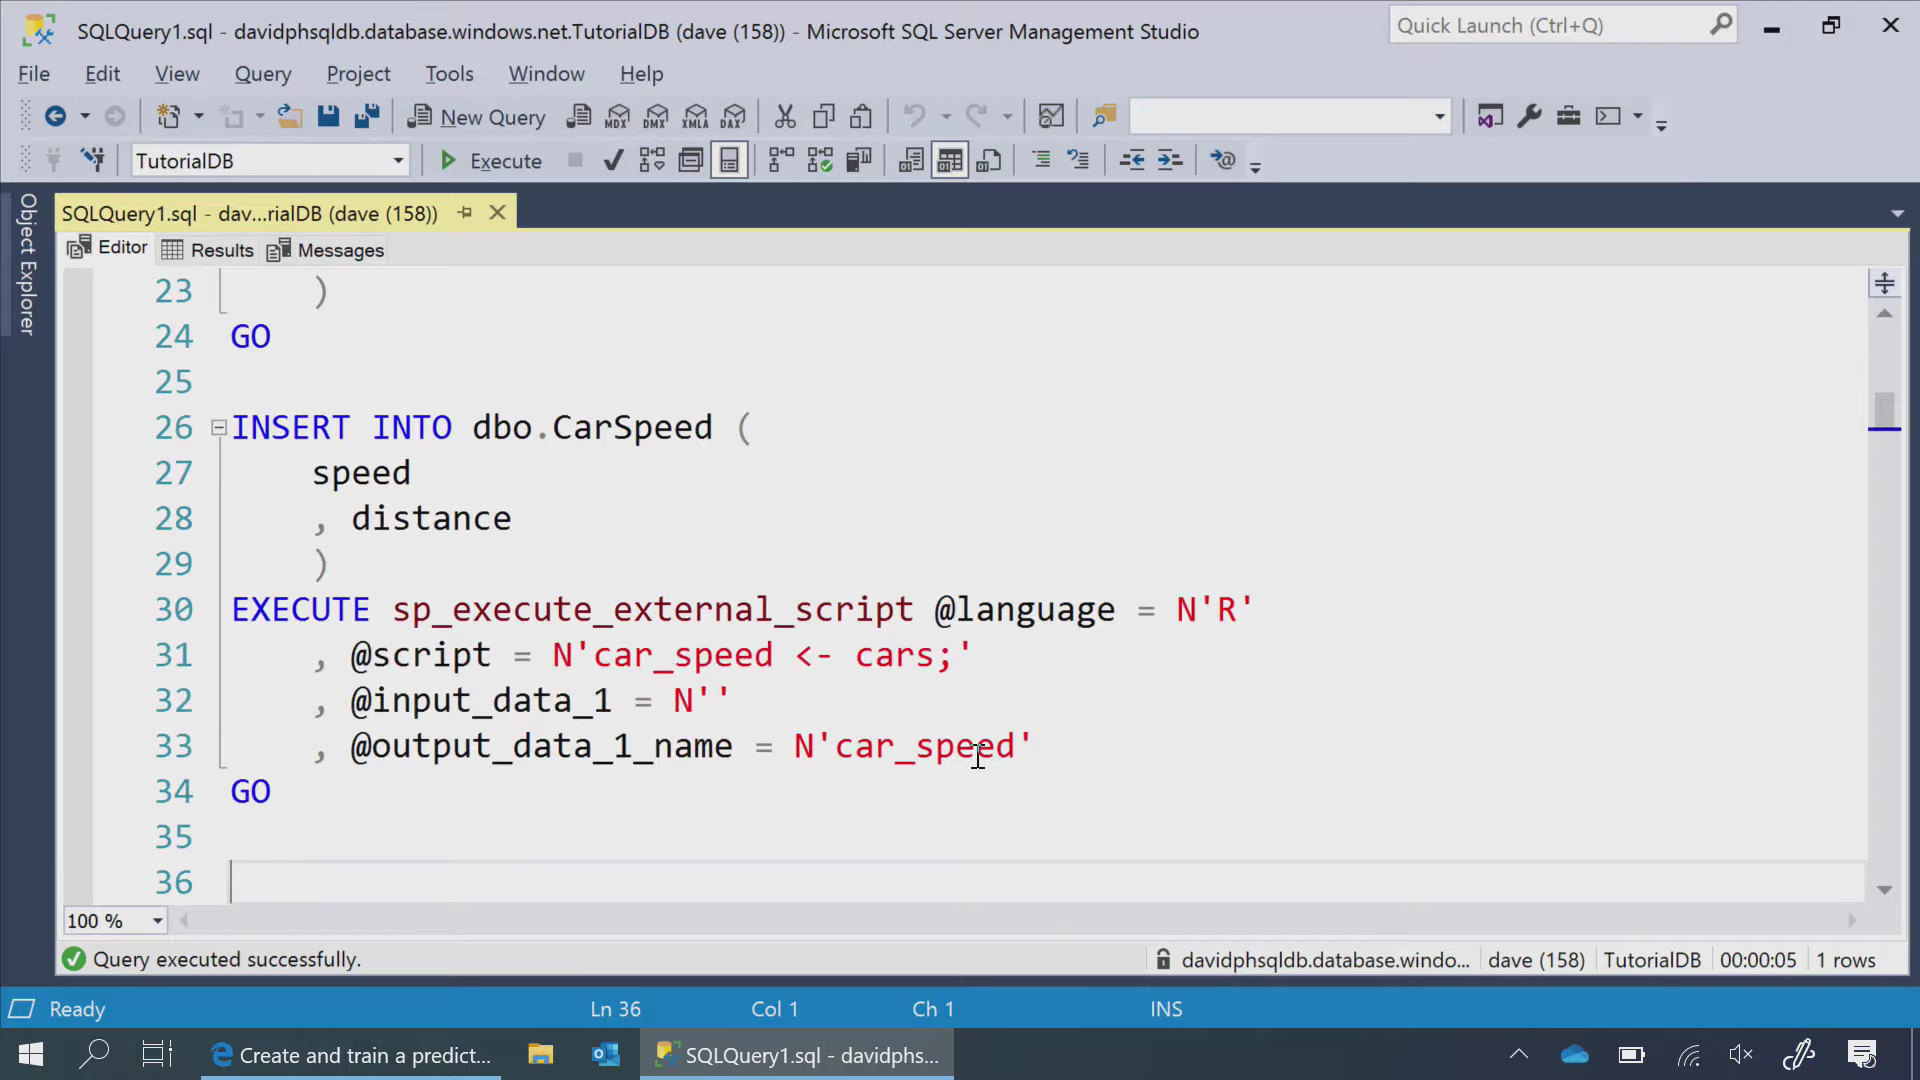 SQLQuery1.sql - davidphsqldb.database.windows.net.TutorialDB (dave (158)) - Microsoft SQL Server Management Studio
Quick Launch (Ctrl+Q)
File Edit View Query Project Tools Window Help
New Query MDX DMX XMLA DAX
TutorialDB Execute
Object Explorer
SQLQuery1.sql - dav...rialDB (dave (158))
Editor Results Messages
23 )
24 GO
25
26 INSERT INTO dbo.CarSpeed (
27 speed
28 , distance
29 )
30 EXECUTE sp_execute_external_script @language = N'R'
31 , @script = N'car_speed <- cars;'
32 , @input_data_1 = N''
33 , @output_data_1_name = N'car_speed'
34 GO
35
36
100 %
Query executed successfully. davidphsqldb.database.windo... dave (158) TutorialDB 00:00:05 1 rows
Ready Ln 36 Col 1 Ch 1 INS
Create and train a predict... SQLQuery1.sql - davidphs...